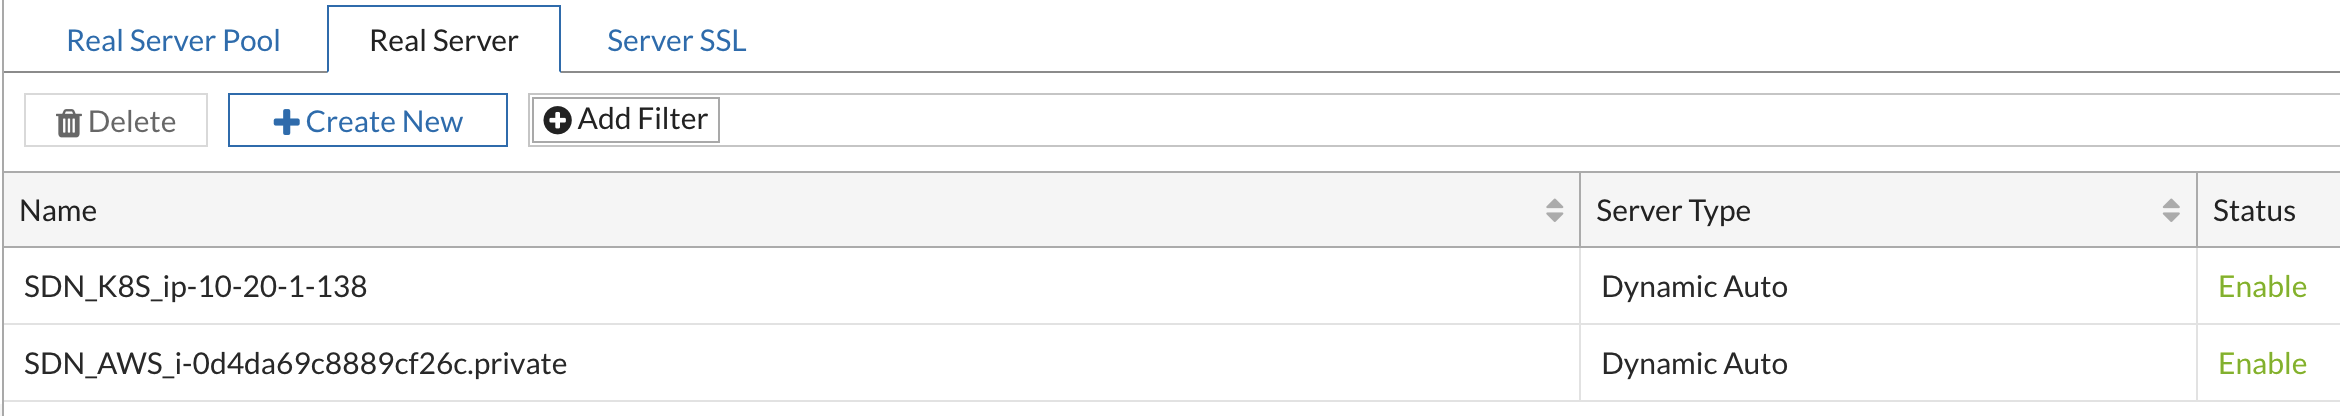 Real Server Pool Real Server Server SSL
Delete Create New Add Filter
Name Server Type Status
SDN_K8S_ip-10-20-1-138 Dynamic Auto Enable
SDN_AWS_i-0d4da69c8889cf26c.private Dynamic Auto Enable